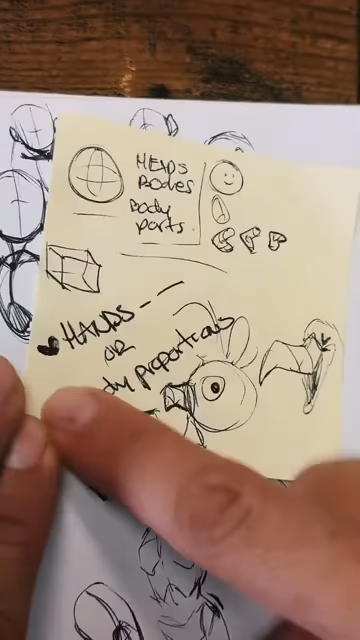 HEADS
Bodies
Body
parts.
HANDS--
OR
dy proportions